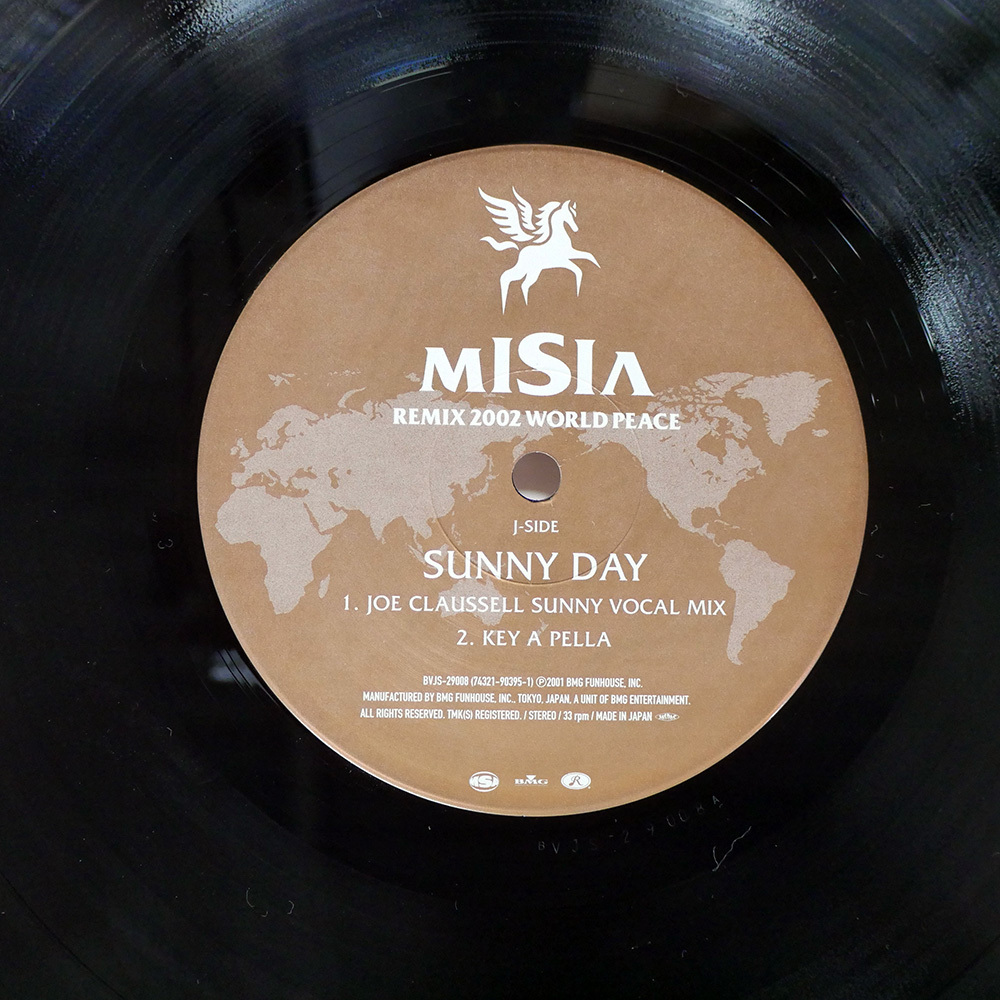 MISIA
REMIX 2002 WORLD PEACE
J-SIDE
SUNNY DAY
1. JOE CLAUSSELL SUNNY VOCAL MIX
2. KEY A PELLA
BVJS-29008 (74321-90395-1) ℗2001 BMG FUNHOUSE, INC.
MANUFACTURED BY BMG FUNHOUSE, INC., TOKYO, JAPAN, A UNIT OF BMG ENTERTAINMENT.
ALL RIGHTS RESERVED. TMK(S) REGISTERED. / STEREO / 33 rpm / MADE IN JAPAN
BMG R
BVJS-29008A